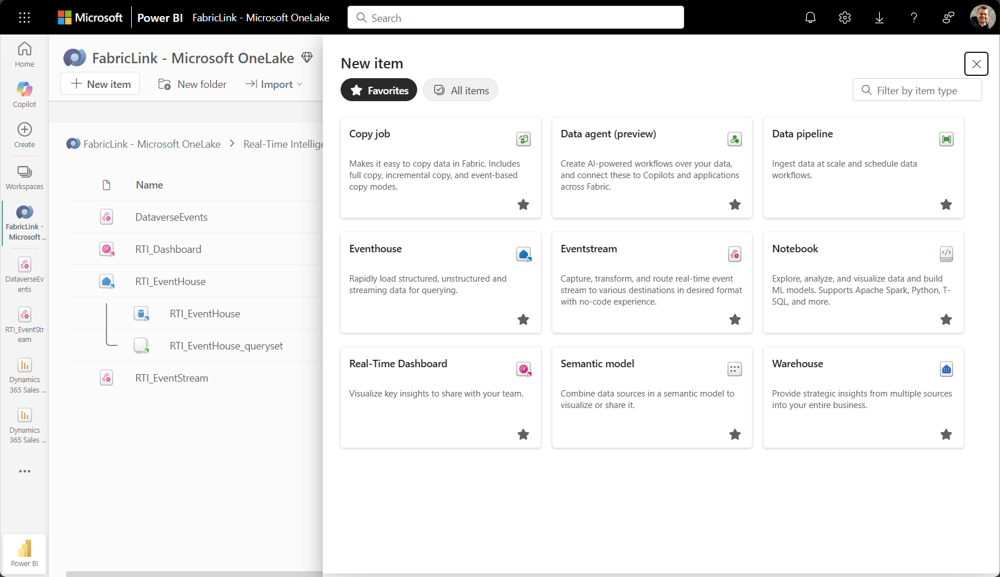 Microsoft Power BI FabricLink - Microsoft OneLake Search
Home
Copilot
Create
Workspaces
FabricLink -
Microsoft ..
DataverseEv
ents
RTI_EventStr
eam
Dynamics
365 Sales ...
Dynamics
365 Sales ...
Power BI
FabricLink - Microsoft OneLake
New item New folder Import
FabricLink - Microsoft OneLake > Real-Time Intellige
Name
DataverseEvents
RTI_Dashboard
RTI_EventHouse
RTI_EventHouse
RTI_EventHouse_queryset
RTI_EventStream
New item
Favorites All items Filter by item type
Copy job
Makes it easy to copy data in Fabric. Includes
full copy, incremental copy, and event-based
copy modes.
Data agent (preview)
Create AI-powered workflows over your data,
and connect these to Copilots and applications
across Fabric.
Data pipeline
Ingest data at scale and schedule data
workflows.
Eventhouse
Rapidly load structured, unstructured and
streaming data for querying.
Eventstream
Capture, transform, and route real-time event
stream to various destinations in desired format
with no-code experience.
Notebook
Explore, analyze, and visualize data and build
ML models. Supports Apache Spark, Python, T-
SQL, and more.
Real-Time Dashboard
Visualize key insights to share with your team.
Semantic model
Combine data sources in a semantic model to
visualize or share it.
Warehouse
Provide strategic insights from multiple sources
into your entire business.